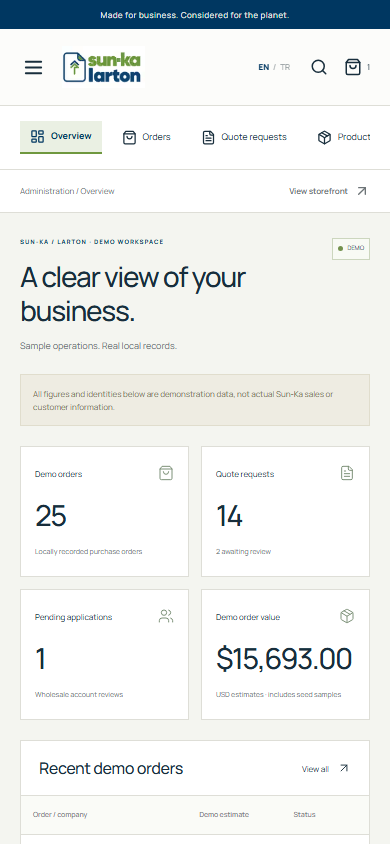 Made for business. Considered for the planet.
sun-ka
larton
EN / TR
1
Overview
Orders
Quote requests
Product
Administration / Overview
View storefront
SUN-KA / LARTON · DEMO WORKSPACE
DEMO
A clear view of your
business.
Sample operations. Real local records.
All figures and identities below are demonstration data, not actual Sun-Ka sales or
customer information.
Demo orders
25
Locally recorded purchase orders
Quote requests
14
2 awaiting review
Pending applications
1
Wholesale account reviews
Demo order value
$15,693.00
USD estimates · includes seed samples
Recent demo orders
View all
Order / company
Demo estimate
Status